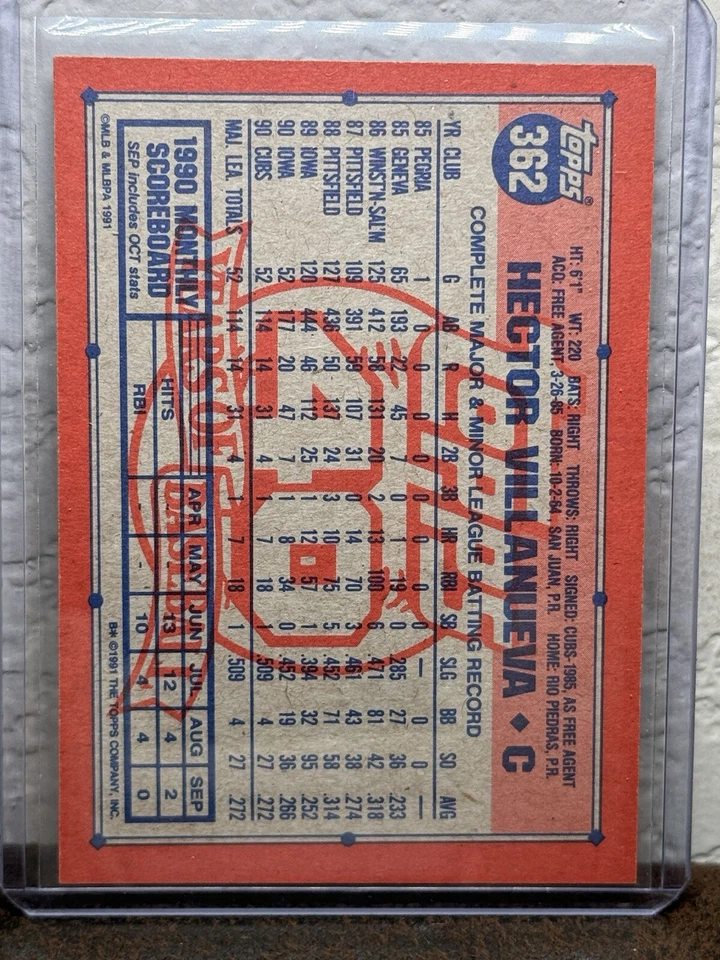 topps®
362
HT: 6'1" WT: 220 BATS: RIGHT THROWS: RIGHT SIGNED: CUBS-1985, AS FREE AGENT
ACQ: FREE AGENT, 3-26-85 BORN: 10-2-64, SAN JUAN, P.R. HOME: RIO PIEDRAS, P.R.
HECTOR VILLANUEVA ♦ C
COMPLETE MAJOR & MINOR LEAGUE BATTING RECORD
YR CLUB G AB R H 2B 3B HR RBI SB SLG BB SO AVG
85 PEORIA 1 0 0 0 0 0 0 0 0 — 0 0 —
85 GENEVA 65 193 22 45 7 0 1 19 0 .285 27 36 .233
86 WINST'N-SAL'M 125 412 58 131 20 2 13 100 6 .471 81 42 .318
87 PITTSFIELD 109 391 59 107 31 0 14 70 3 .461 43 38 .274
88 PITTSFIELD 127 436 50 137 24 3 10 75 5 .452 71 58 .314
89 IOWA 120 444 46 112 25 1 12 57 1 .394 32 95 .252
90 IOWA 52 177 20 47 7 1 8 34 0 .452 19 36 .266
90 CUBS 52 114 14 31 4 1 7 18 1 .509 4 27 .272
MAJ. LEA. TOTALS 52 114 14 31 4 1 7 18 1 .509 4 27 .272
topps
40
YEARS OF BASEBALL
1990 MONTHLY
SCOREBOARD
SEP includes OCT stats
APR MAY JUN JUL AUG SEP
HITS - - 13 12 4 2
RBI - - 10 4 4 0
©MLB & MLBPA 1991
B* ©1991 THE TOPPS COMPANY, INC.